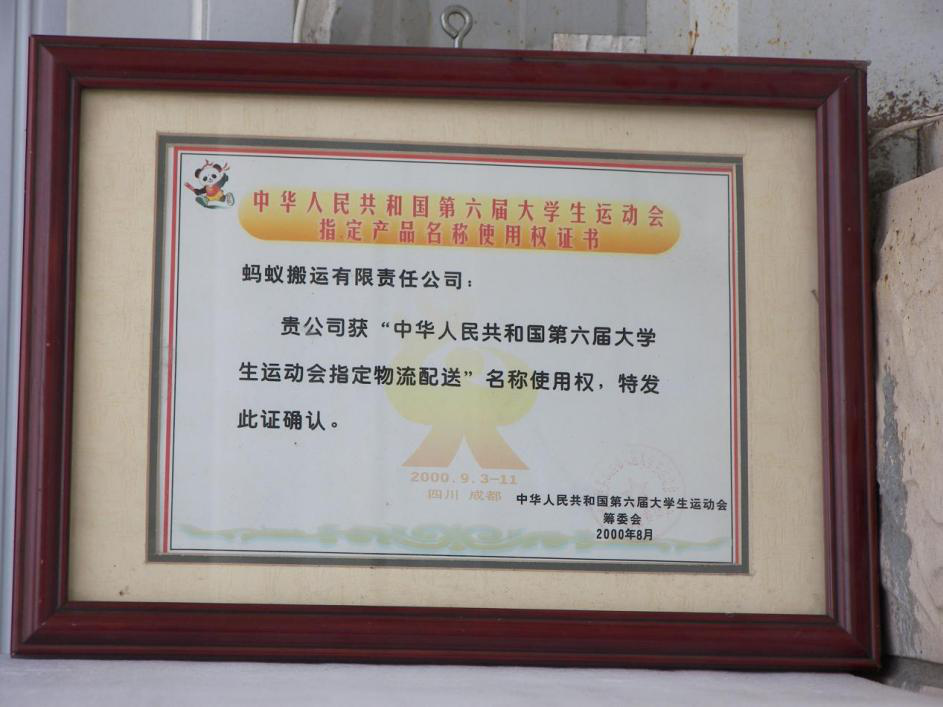 中华人民共和国第六届大学生运动会
指定产品名称使用权证书
蚂蚁搬运有限责任公司：
贵公司获“中华人民共和国第六届大学
生运动会指定物流配送”名称使用权，特发
此证确认。
2000.9.3-11
四川 成都
中华人民共和国第六届大学生运动会
筹委会
2000年8月